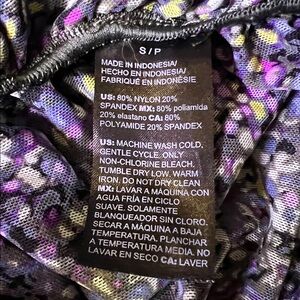 S/P
MADE IN INDONESIA/
HECHO EN INDONESIA/
FABRIQUÉ EN INDONÉSIE
US: 80% NYLON 20%
SPANDEX MX: 80% poliamida
20% elastano CA: 80%
POLYAMIDE 20% SPANDEX
US: MACHINE WASH COLD,
GENTLE CYCLE. ONLY
NON-CHLORINE BLEACH.
TUMBLE DRY LOW. WARM
IRON. DO NOT DRY CLEAN
MX: LAVAR A MÁQUINA CON
AGUA FRÍA EN CICLO
SUAVE. SOLAMENTE
BLANQUEADOR SIN CLORO.
SECAR A MÁQUINA A BAJA
TEMPERATURA. PLANCHAR
A TEMPERATURA MEDIA. NO
LAVAR EN SECO CA: LAVER